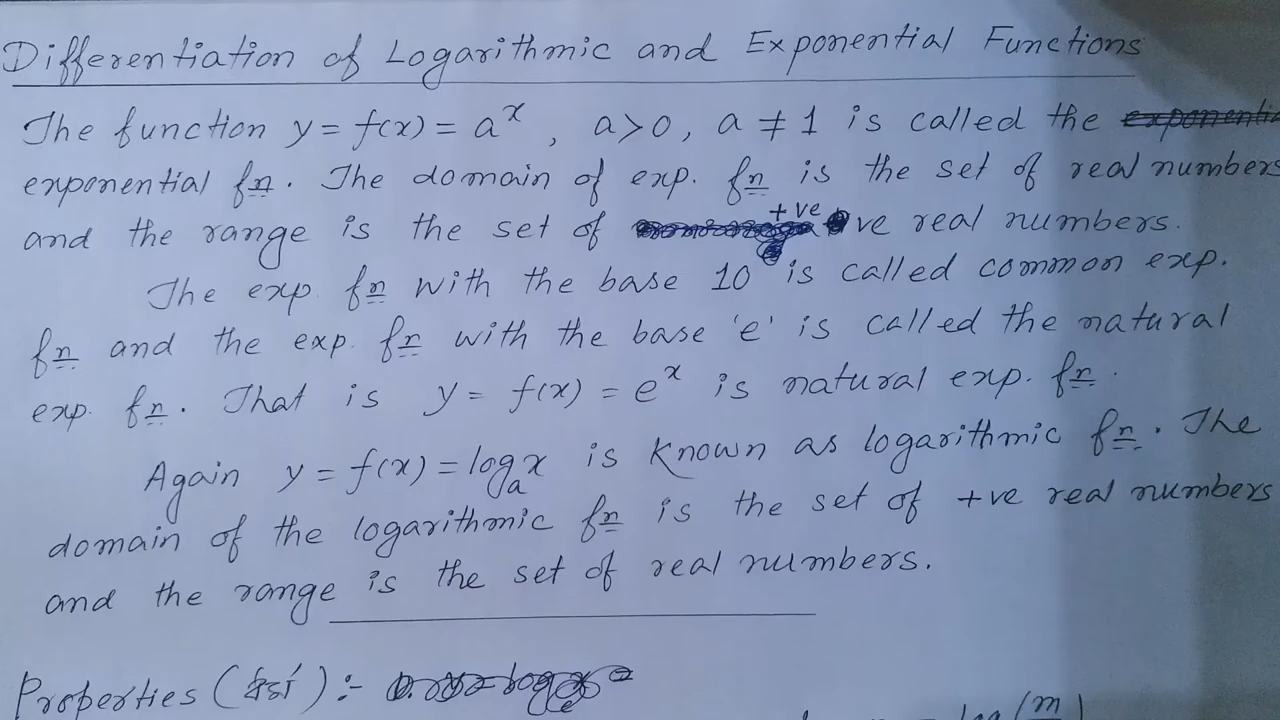 Differentiation of Logarithmic and Exponential Functions
The function y = f(x) = a^x , a>0, a ≠ 1 is called the
exponential fn. The domain of exp. fn is the set of real numbers
and the range is the set of +ve ve real numbers.
The exp. fn with the base 10 is called common exp.
fn and the exp. fn with the base 'e' is called the natural
exp. fn. That is y = f(x) = e^x is natural exp. fn.
Again y = f(x) = log_a x is known as logarithmic fn. The
domain of the logarithmic fn is the set of +ve real numbers
and the range is the set of real numbers.
Properties ( ) :-
log (m